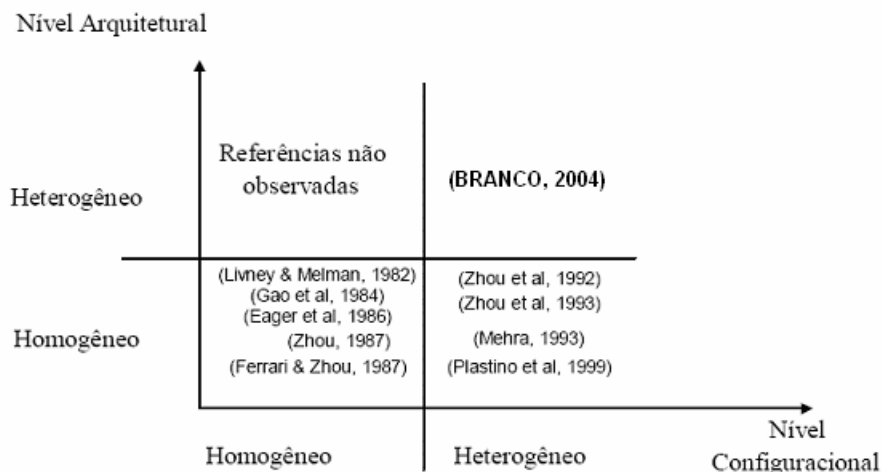 Nível Arquitetural
Referências não
observadas
(BRANCO, 2004)
Heterogêneo
(Livney & Melman, 1982)
(Gao et al, 1984)
(Eager et al, 1986)
(Zhou, 1987)
(Ferrari & Zhou, 1987)
(Zhou et al, 1992)
(Zhou et al, 1993)
(Mehra, 1993)
(Plastino et al, 1999)
Homogêneo
Homogêneo
Heterogêneo
Nível
Configuracional